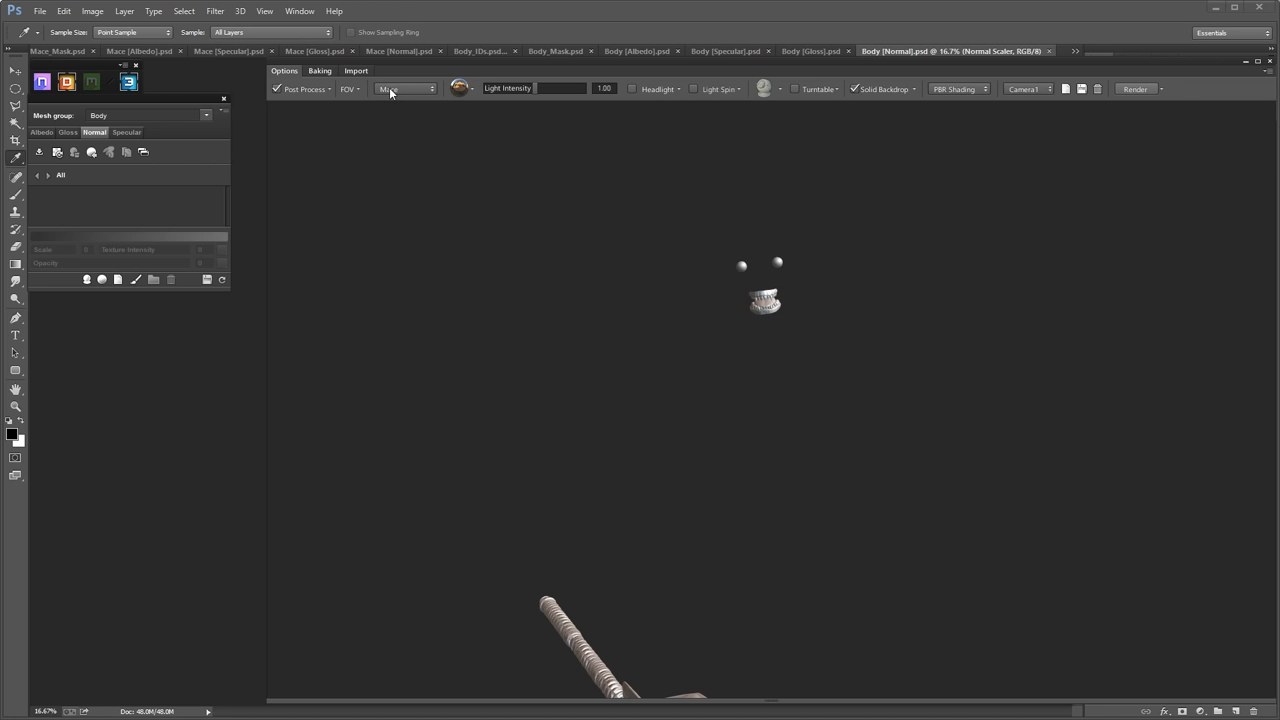 Ps File Edit Image Layer Type Select Filter 3D View Window Help
Sample Size: Point Sample Sample: All Layers Show Sampling Ring Essentials
Mace_Mask.psd Mace [Albedo].psd Mace [Specular].psd Mace [Gloss].psd Mace [Normal].psd Body_IDs.psd... Body_Mask.psd Body [Albedo].psd Body [Specular].psd Body [Gloss].psd Body [Normal].psd @ 16.7% (Normal Scaler, RGB/8)
Options Baking Import
Post Process FOV Light Intensity 1.00 Headlight Light Spin Turntable Solid Backdrop PBR Shading Camera1 Render
Mesh group: Body
Albedo Gloss Normal Specular
All
Scale: 0 Texture Intensity 0
Opacity 0
16.67% Doc: 48.0M/48.0M